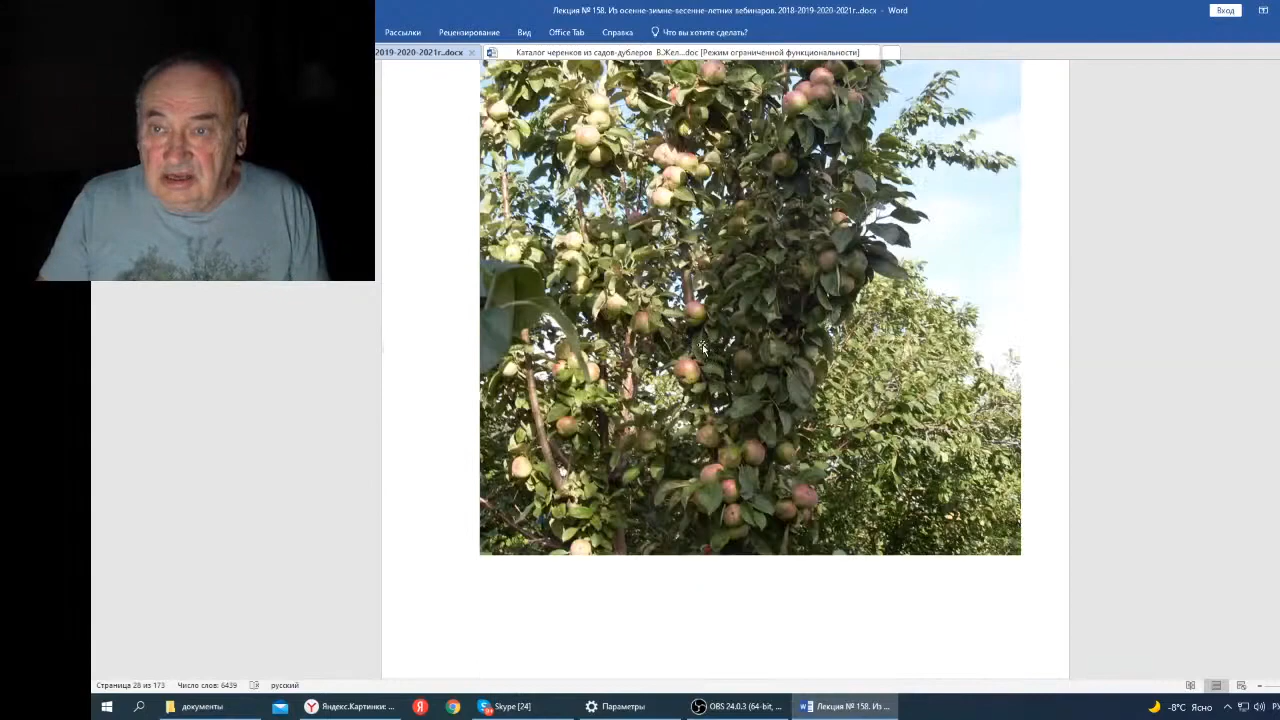 Лекция № 158. Из осенне-зимне-весенне-летних вебинаров. 2018-2019-2020-2021г..docx - Word
Вход
Рассылки Рецензирование Вид Office Tab Справка Что вы хотите сделать?
2019-2020-2021г..docx
Каталог черенков из садов-дублеров В.Жел...doc [Режим ограниченной функциональности]
Страница 28 из 173 Число слов: 6439 русский
документы
Яндекс.Картинки: ...
Я
Skype [24]
Параметры
OBS 24.0.3 (64-bit, ...
Лекция № 158. Из ...
-8°C Ясно